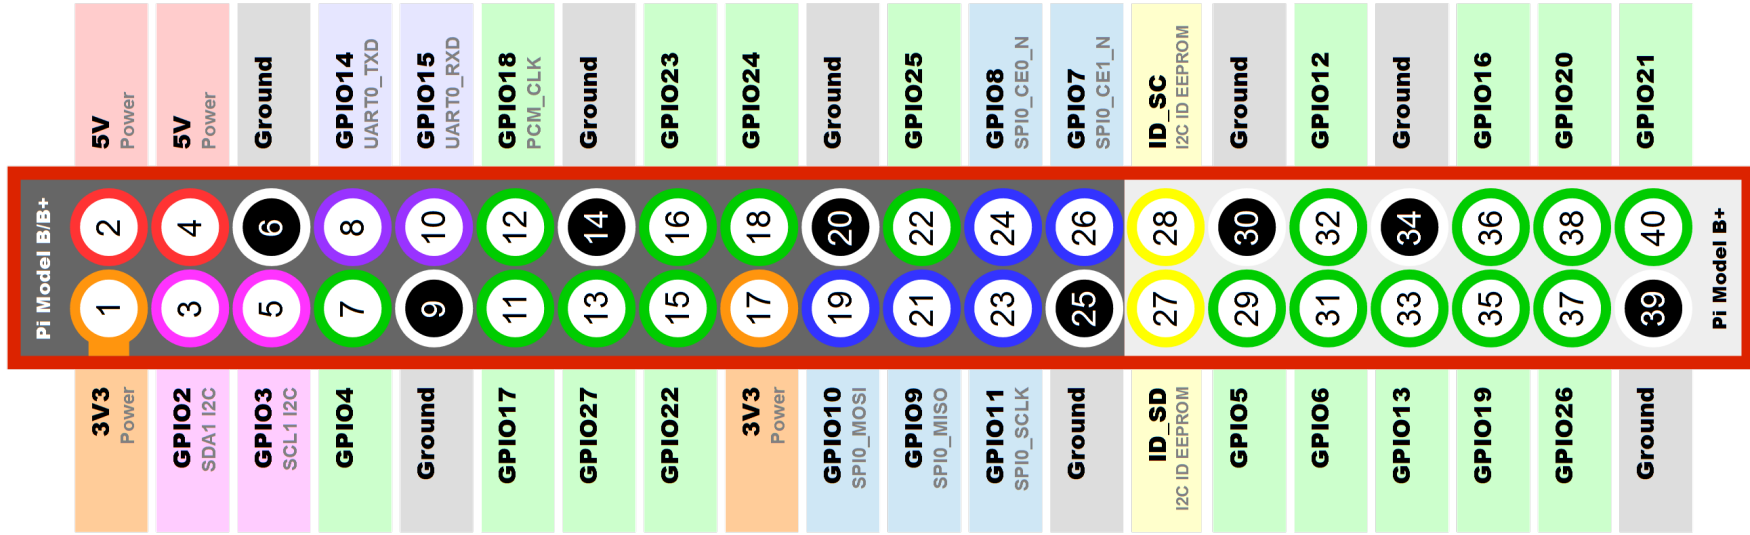 5V
Power
5V
Power
Ground
GPIO14
UART0_TXD
GPIO15
UART0_RXD
GPIO18
PCM_CLK
Ground
GPIO23
GPIO24
Ground
GPIO25
GPIO8
SPI0_CE0_N
GPIO7
SPI0_CE1_N
ID_SC
I2C ID EEPROM
Ground
GPIO12
Ground
GPIO16
GPIO20
GPIO21
Pi Model B/B+
2
4
6
8
10
12
14
16
18
20
22
24
26
28
30
32
34
36
38
40
1
3
5
7
9
11
13
15
17
19
21
23
25
27
29
31
33
35
37
39
Pi Model B+
3V3
Power
GPIO2
SDA1 I2C
GPIO3
SCL1 I2C
GPIO4
Ground
GPIO17
GPIO27
GPIO22
3V3
Power
GPIO10
SPI0_MOSI
GPIO9
SPI0_MISO
GPIO11
SPI0_SCLK
Ground
ID_SD
I2C ID EEPROM
GPIO5
GPIO6
GPIO13
GPIO19
GPIO26
Ground